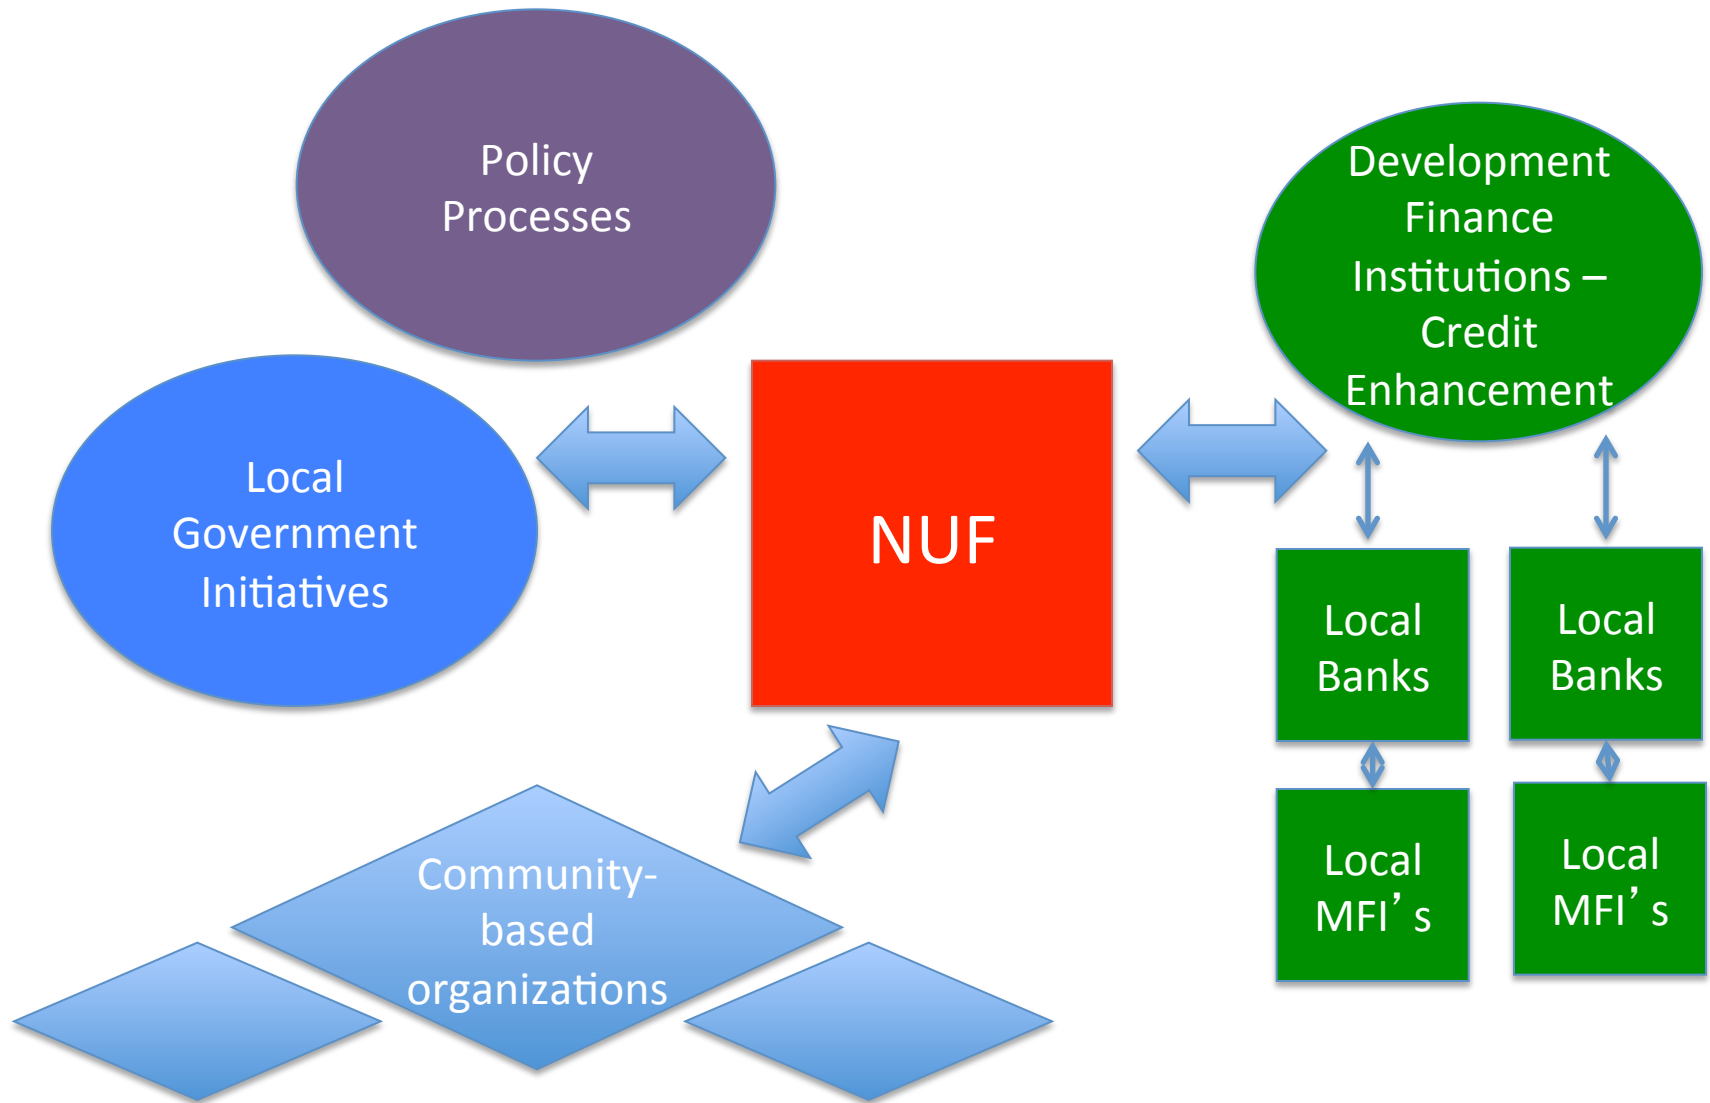 Policy
Processes
Local
Government
Initiatives
NUF
Development
Finance
Institutions –
Credit
Enhancement
Local
Banks
Local
Banks
Local
MFI’s
Local
MFI’s
Community-
based
organizations